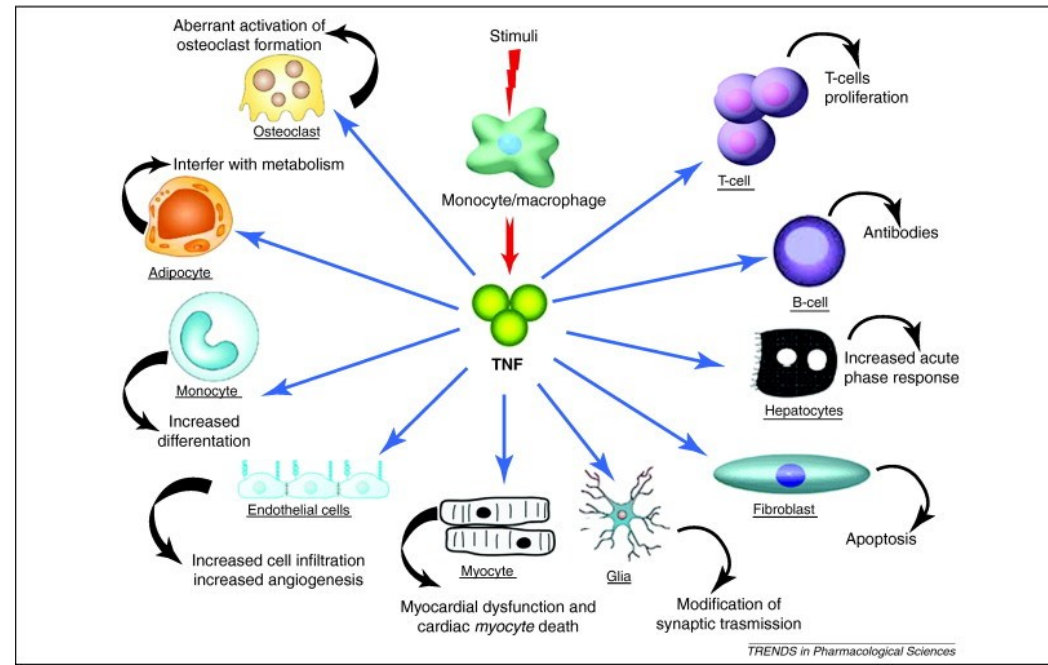 Aberrant activation of
osteoclast formation
Osteoclast
Stimuli
Monocyte/macrophage
T-cells
proliferation
T-cell
Interfer with metabolism
Adipocyte
Antibodies
B-cell
Monocyte
Increased
differentation
TNF
Increased acute
phase response
Hepatocytes
Endothelial cells
Increased cell infiltration
increased angiogenesis
Myocyte
Myocardial dysfunction and
cardiac myocyte death
Glia
Modification of
synaptic trasmission
Fibroblast
Apoptosis
TRENDS in Pharmacological Sciences